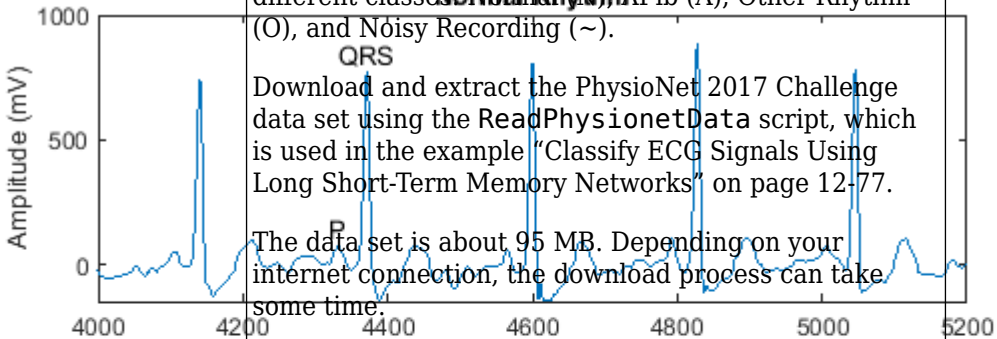 (O), and Noisy Recording (~).
Download and extract the PhysioNet 2017 Challenge
data set using the ReadPhysionetData script, which
is used in the example “Classify ECG Signals Using
Long Short-Term Memory Networks” on page 12-77.
The data set is about 95 MB. Depending on your
internet connection, the download process can take
some time.
Amplitude (mV)
1000
500
0
QRS
P
4000 4200 4400 4600 4800 5000 5200